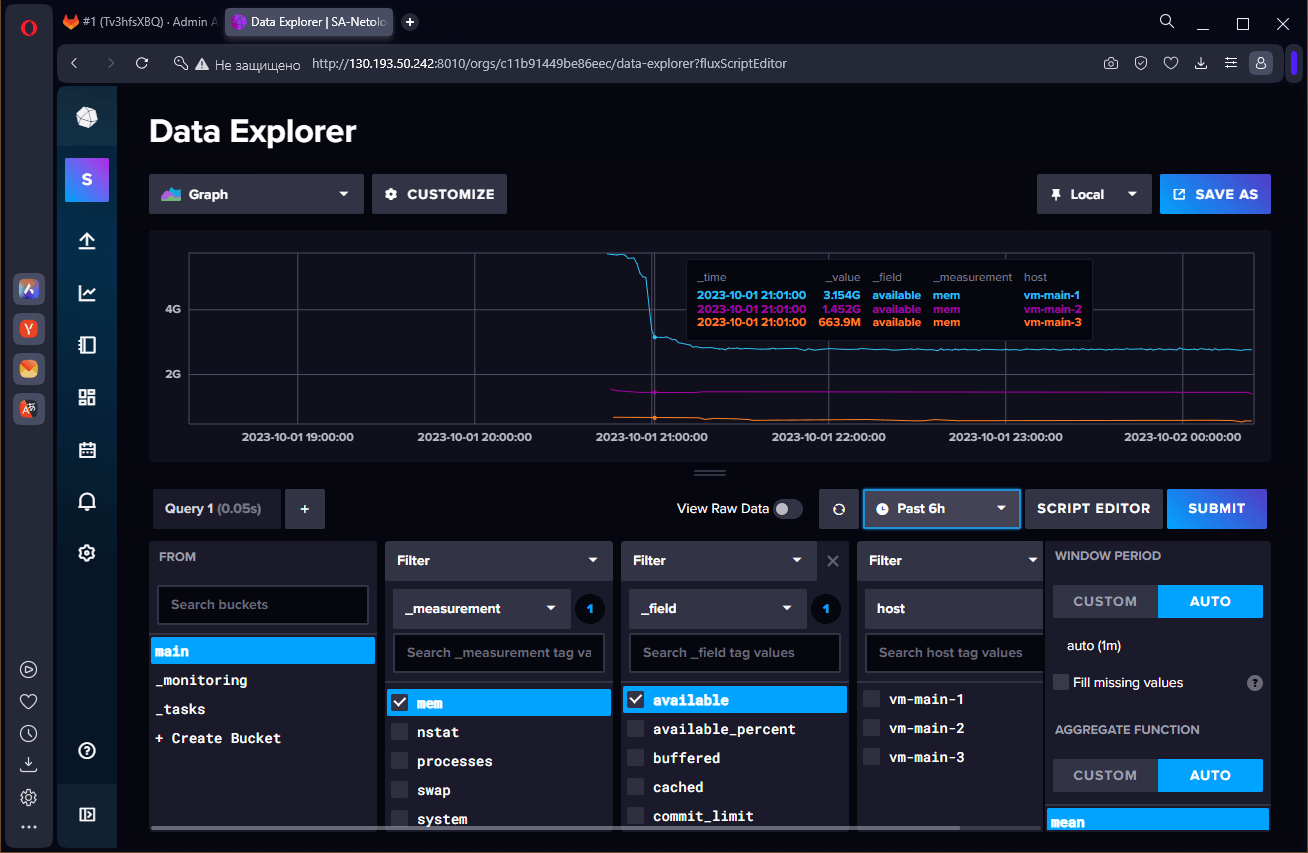 #1 (Tv3hfsXBQ) · Admin A
Data Explorer | SA-Netolo
Не защищено
http://130.193.50.242:8010/orgs/c11b91449be86eec/data-explorer?fluxScriptEditor
S
Data Explorer
Graph
CUSTOMIZE
Local
SAVE AS
_time _value _field _measurement host
2023-10-01 21:01:00 3.154G available mem vm-main-1
2023-10-01 21:01:00 1.452G available mem vm-main-2
2023-10-01 21:01:00 663.9M available mem vm-main-3
4G
2G
2023-10-01 19:00:00
2023-10-01 20:00:00
2023-10-01 21:00:00
2023-10-01 22:00:00
2023-10-01 23:00:00
2023-10-02 00:00:00
Query 1 (0.05s)
+
View Raw Data
Past 6h
SCRIPT EDITOR
SUBMIT
FROM
Search buckets
main
_monitoring
_tasks
+ Create Bucket
Filter
_measurement
1
Search _measurement tag va
mem
nstat
processes
swap
system
Filter
_field
1
Search _field tag values
available
available_percent
buffered
cached
commit_limit
Filter
host
Search host tag values
vm-main-1
vm-main-2
vm-main-3
WINDOW PERIOD
CUSTOM
AUTO
auto (1m)
Fill missing values
?
AGGREGATE FUNCTION
CUSTOM
AUTO
mean